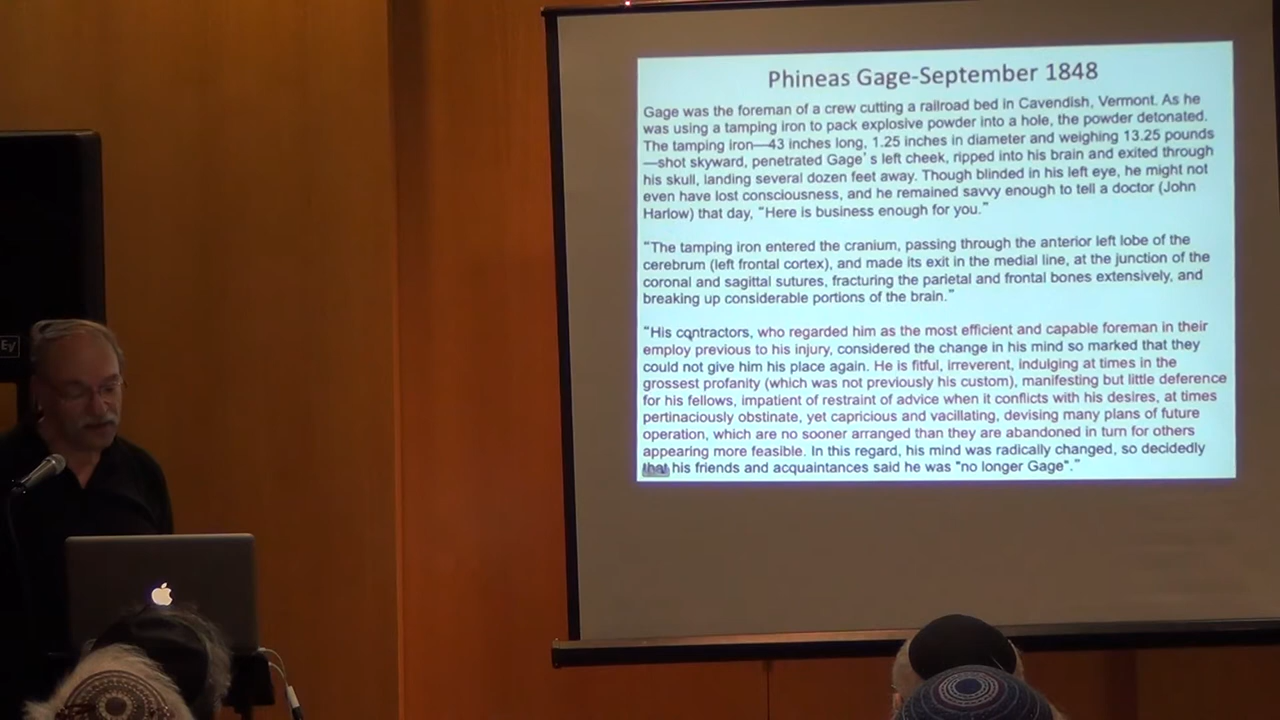 Phineas Gage-September 1848
Gage was the foreman of a crew cutting a railroad bed in Cavendish, Vermont. As he
was using a tamping iron to pack explosive powder into a hole, the powder detonated.
The tamping iron—43 inches long, 1.25 inches in diameter and weighing 13.25 pounds
—shot skyward, penetrated Gage's left cheek, ripped into his brain and exited through
his skull, landing several dozen feet away. Though blinded in his left eye, he might not
even have lost consciousness, and he remained savvy enough to tell a doctor (John
Harlow) that day, “Here is business enough for you.”
“The tamping iron entered the cranium, passing through the anterior left lobe of the
cerebrum (left frontal cortex), and made its exit in the medial line, at the junction of the
coronal and sagittal sutures, fracturing the parietal and frontal bones extensively, and
breaking up considerable portions of the brain.”
“His contractors, who regarded him as the most efficient and capable foreman in their
employ previous to his injury, considered the change in his mind so marked that they
could not give him his place again. He is fitful, irreverent, indulging at times in the
grossest profanity (which was not previously his custom), manifesting but little deference
for his fellows, impatient of restraint of advice when it conflicts with his desires, at times
pertinaciously obstinate, yet capricious and vacillating, devising many plans of future
operation, which are no sooner arranged than they are abandoned in turn for others
appearing more feasible. In this regard, his mind was radically changed, so decidedly
that his friends and acquaintances said he was "no longer Gage".”